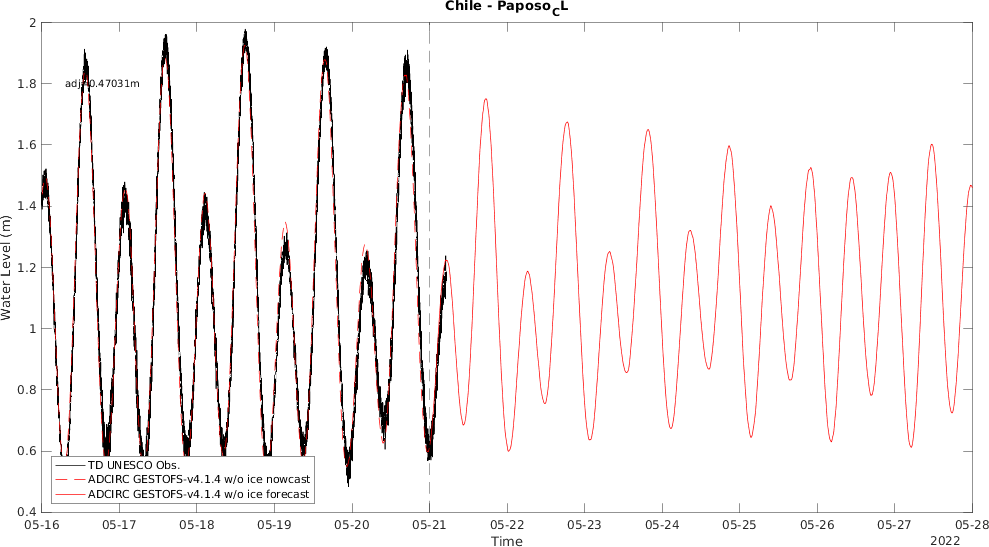 Chile - PaposoCL
2
1.8
1.6
1.4
1.2
1
0.8
0.6
0.4
Water Level (m)
adj=0.47031m
TD UNESCO Obs.
ADCIRC GESTOFS-v4.1.4 w/o ice nowcast
ADCIRC GESTOFS-v4.1.4 w/o ice forecast
05-16 05-17 05-18 05-19 05-20 05-21 05-22 05-23 05-24 05-25 05-26 05-27 05-28
Time
2022